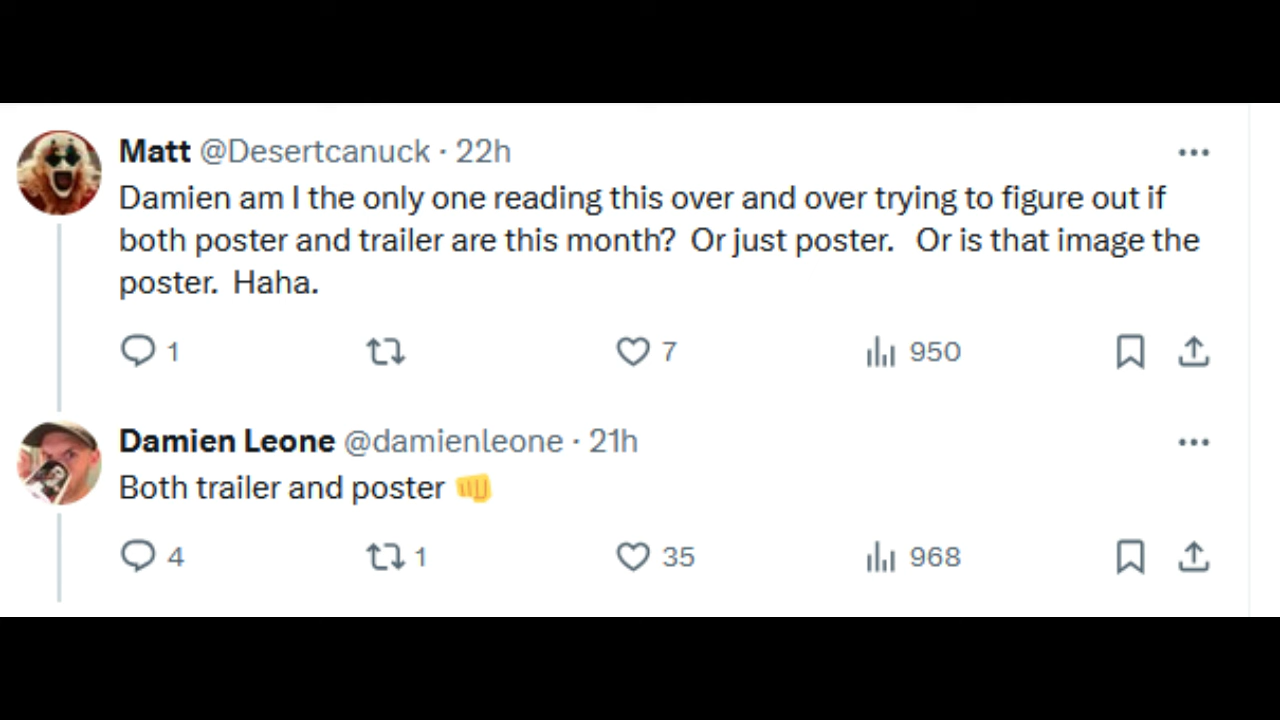 Matt @Desertcanuck · 22h
Damien am I the only one reading this over and over trying to figure out if
both poster and trailer are this month?  Or just poster.   Or is that image the
poster.  Haha.
1 7 950
Damien Leone @damienleone · 21h
Both trailer and poster 👊
4 1 35 968